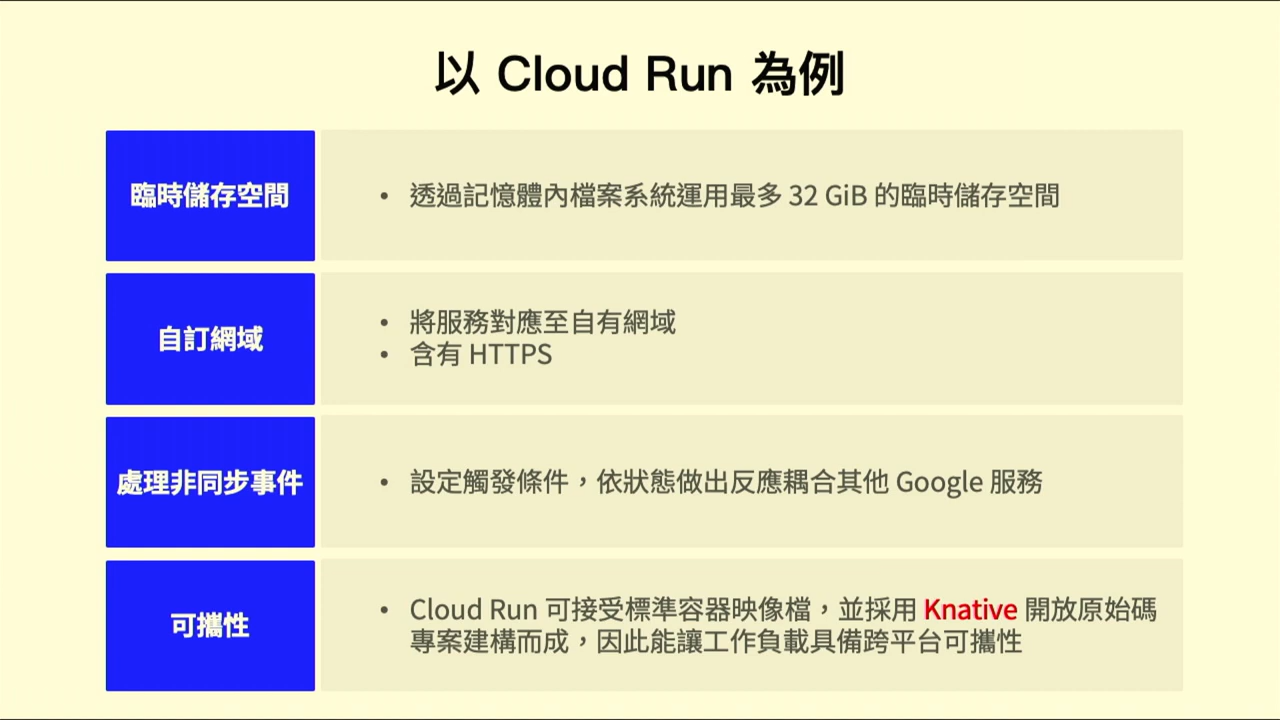 以 Cloud Run 為例
臨時儲存空間
• 透過記憶體內檔案系統運用最多 32 GiB 的臨時儲存空間
自訂網域
• 將服務對應至自有網域
• 含有 HTTPS
處理非同步事件
• 設定觸發條件，依狀態做出反應耦合其他 Google 服務
可攜性
• Cloud Run 可接受標準容器映像檔，並採用 Knative 開放原始碼
專案建構而成，因此能讓工作負載具備跨平台可攜性